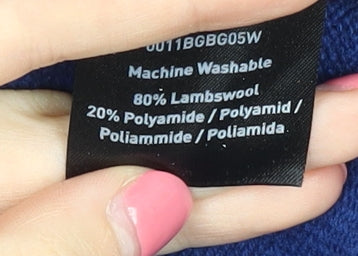 0011BGBG05W
Machine Washable
80% Lambswool
20% Polyamide / Polyamid /
Poliammide / Poliamida